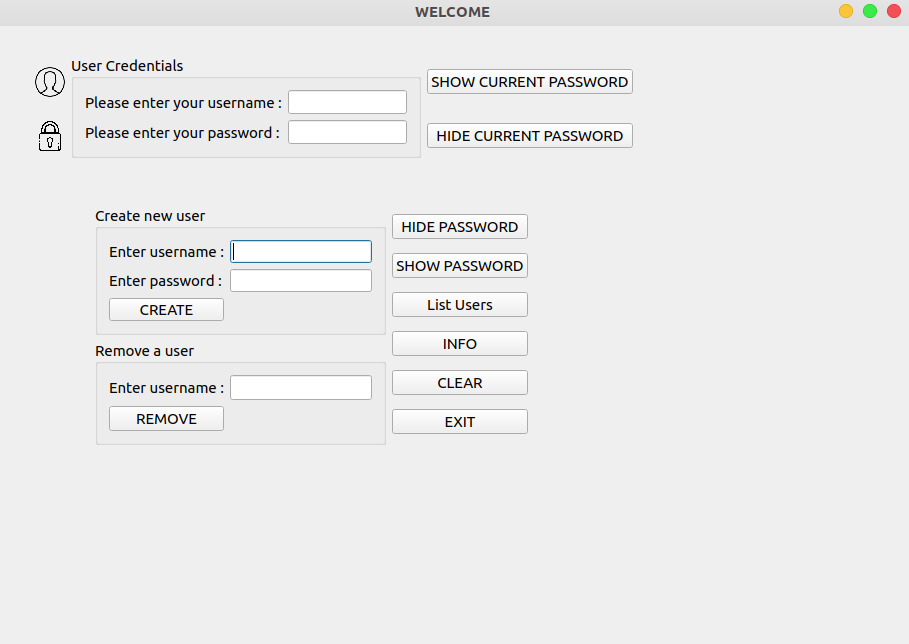 WELCOME
User Credentials
Please enter your username :
SHOW CURRENT PASSWORD
Please enter your password :
HIDE CURRENT PASSWORD
Create new user
HIDE PASSWORD
Enter username :
SHOW PASSWORD
Enter password :
List Users
CREATE
INFO
Remove a user
CLEAR
Enter username :
EXIT
REMOVE